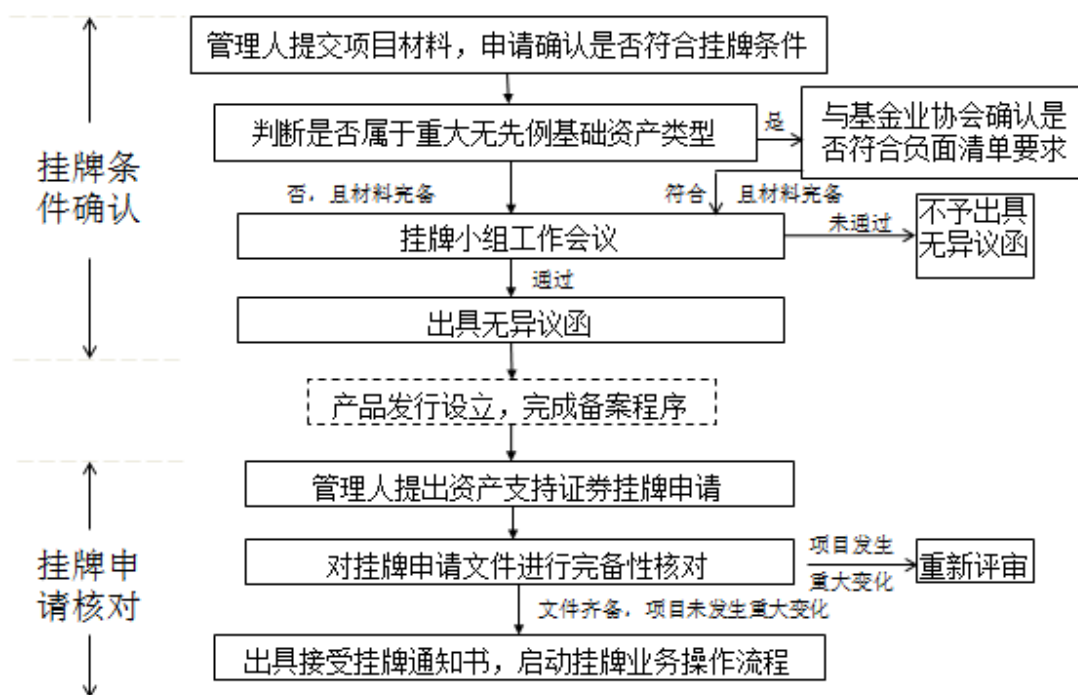 管理人提交项目材料，申请确认是否符合挂牌条件
判断是否属于重大无先例基础资产类型
是
与基金业协会确认是
否符合负面清单要求
挂牌条
件确认
否，且材料完备
符合
且材料完备
挂牌小组工作会议
未通过
不予出具
无异议函
通过
出具无异议函
产品发行设立，完成备案程序
管理人提出资产支持证券挂牌申请
挂牌申
请核对
对挂牌申请文件进行完备性核对
项目发生
重大变化
重新评审
文件齐备，项目未发生重大变化
出具接受挂牌通知书，启动挂牌业务操作流程